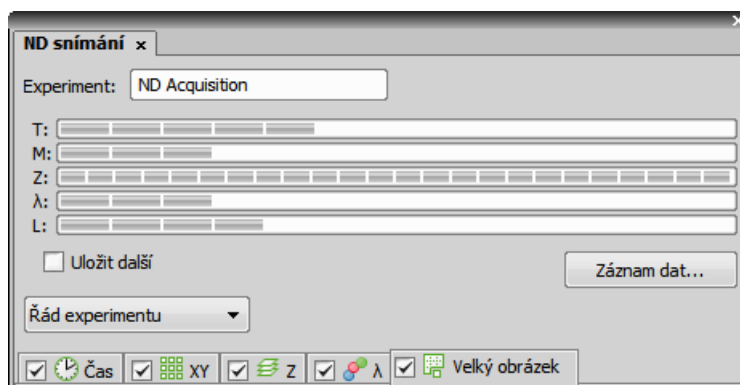 ND snímání x
Experiment: ND Acquisition
T:
M:
Z:
λ:
L:
Uložit další
Záznam dat...
Řád experimentu
Čas XY Z λ Velký obrázek